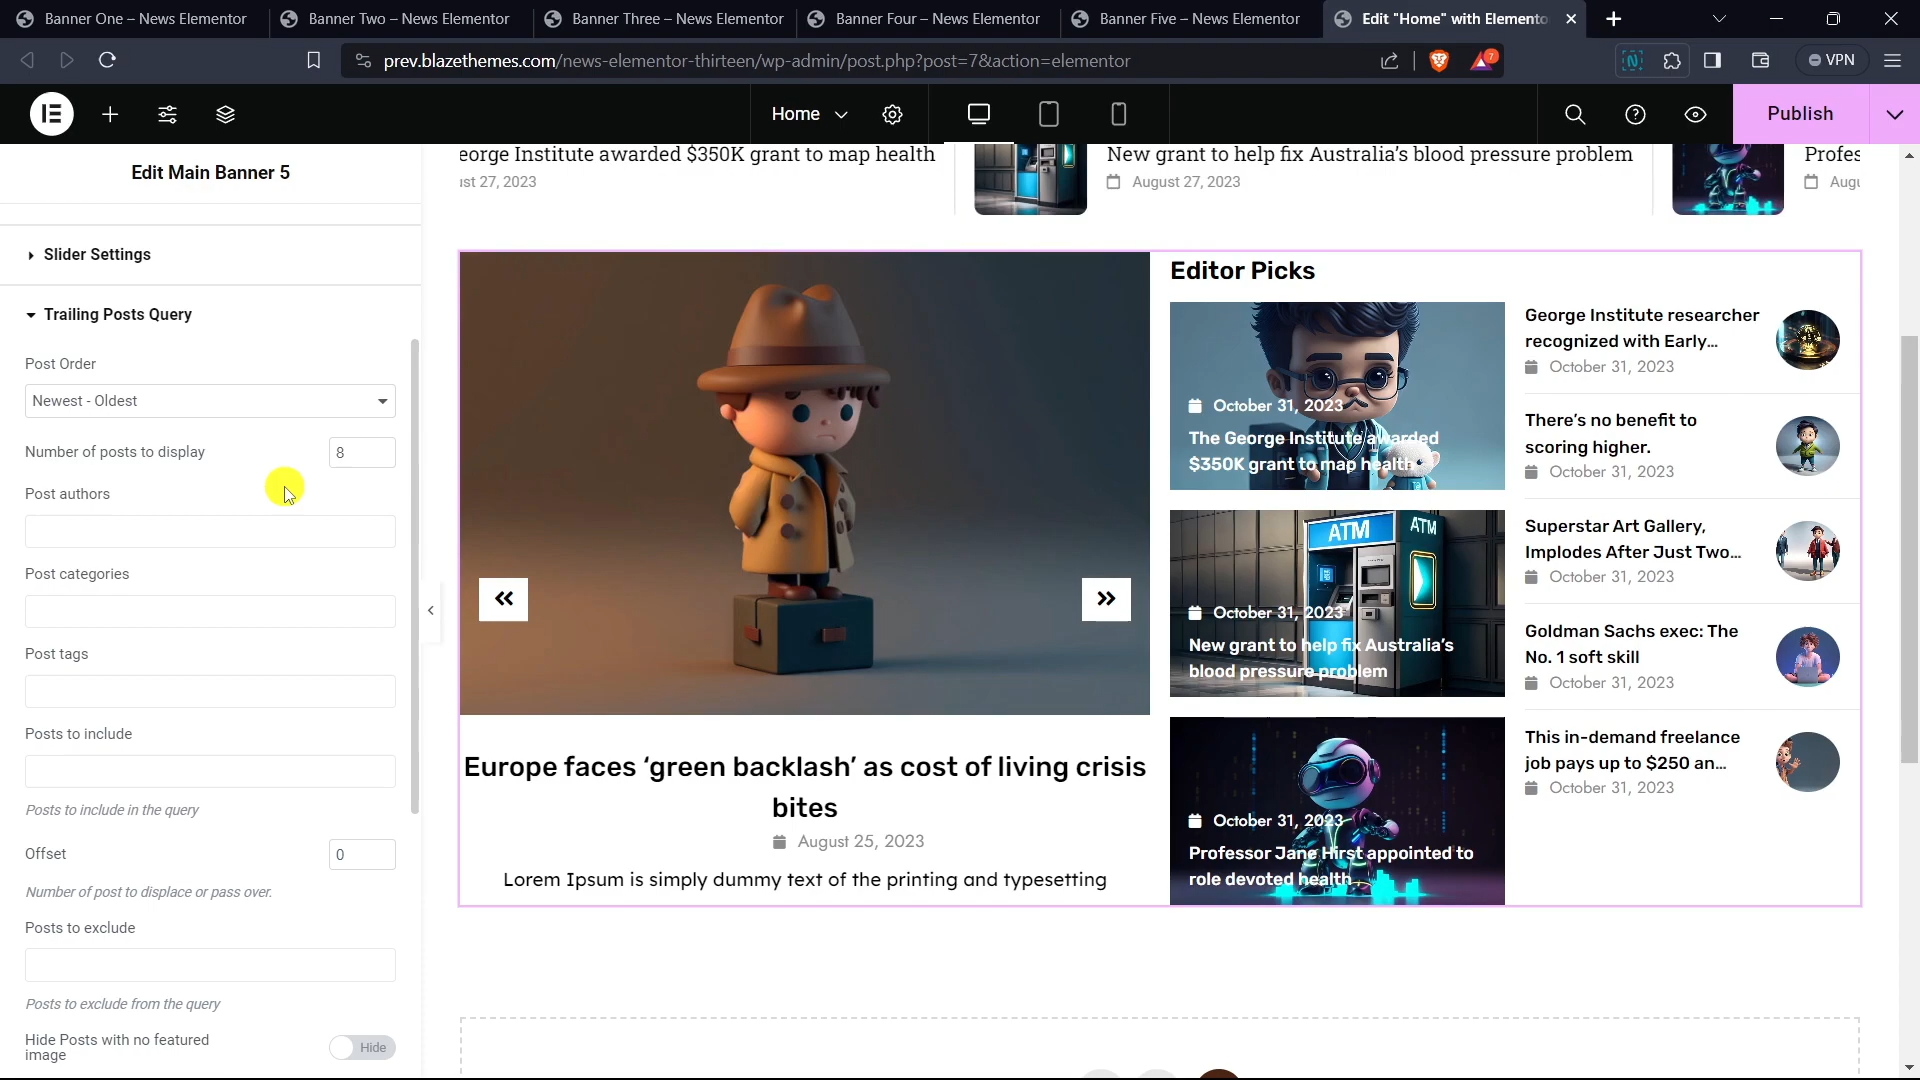 Banner One – News Elementor
Banner Two – News Elementor
Banner Three – News Elementor
Banner Four – News Elementor
Banner Five – News Elementor
Edit "Home" with Elemento
prev.blazethemes.com/news-elementor-thirteen/wp-admin/post.php?post=7&action=elementor
7
VPN
Home
Publish
Edit Main Banner 5
Slider Settings
Trailing Posts Query
Post Order
Newest - Oldest
Number of posts to display
8
Post authors
Post categories
Post tags
Posts to include
Posts to include in the query
Offset
0
Number of post to displace or pass over.
Posts to exclude
Posts to exclude from the query
Hide Posts with no featured
image
Hide
eorge Institute awarded $350K grant to map health
ust 27, 2023
New grant to help fix Australia's blood pressure problem
August 27, 2023
Profes
Augu
Europe faces ‘green backlash’ as cost of living crisis
bites
August 25, 2023
Lorem Ipsum is simply dummy text of the printing and typesetting
Editor Picks
October 31, 2023
The George Institute awarded
$350K grant to map health
ATM
ATM
October 31, 2023
New grant to help fix Australia's
blood pressure problem
October 31, 2023
Professor Jane Hirst appointed to
role devoted health
George Institute researcher
recognized with Early...
October 31, 2023
There's no benefit to
scoring higher.
October 31, 2023
Superstar Art Gallery,
Implodes After Just Two...
October 31, 2023
Goldman Sachs exec: The
No. 1 soft skill
October 31, 2023
This in-demand freelance
job pays up to $250 an...
October 31, 2023